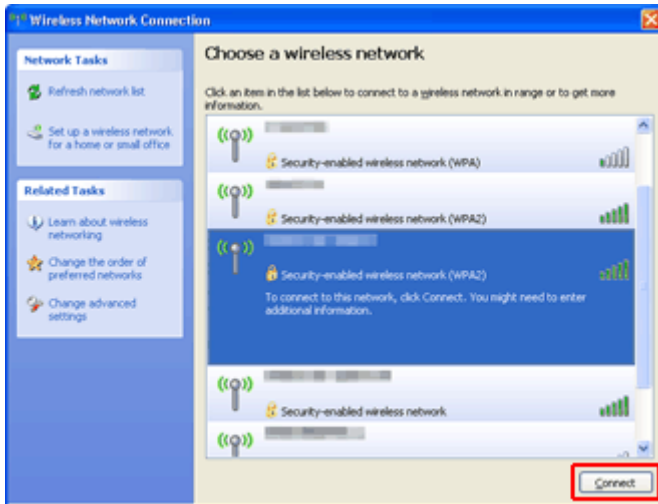 Wireless Network Connection
Network Tasks
Refresh network list
Set up a wireless network
for a home or small office
Related Tasks
Learn about wireless
networking
Change the order of
preferred networks
Change advanced
settings
Choose a wireless network
Click an item in the list below to connect to a wireless network in range or to get more
information.
Security-enabled wireless network (WPA)
Security-enabled wireless network (WPA2)
Security-enabled wireless network (WPA2)
To connect to this network, click Connect. You might need to enter
additional information.
Security-enabled wireless network
Connect